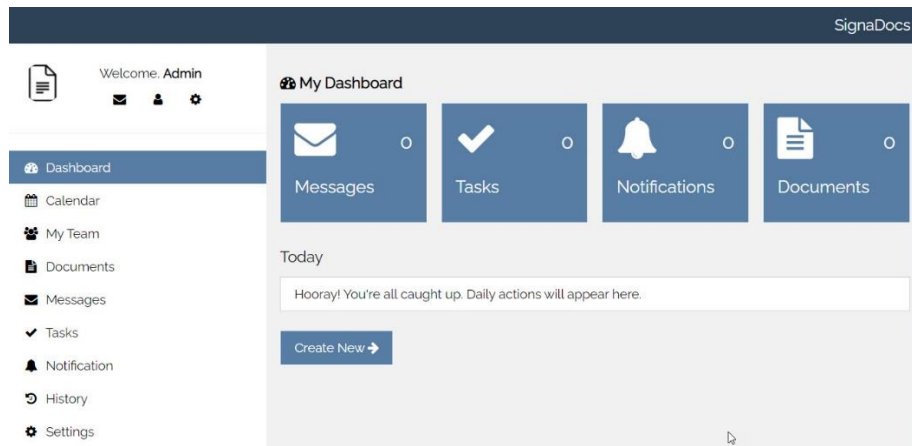 SignaDocs
Welcome, Admin
Dashboard
Calendar
My Team
Documents
Messages
Tasks
Notification
History
Settings
My Dashboard
0
Messages
0
Tasks
0
Notifications
0
Documents
Today
Hooray! You're all caught up. Daily actions will appear here.
Create New